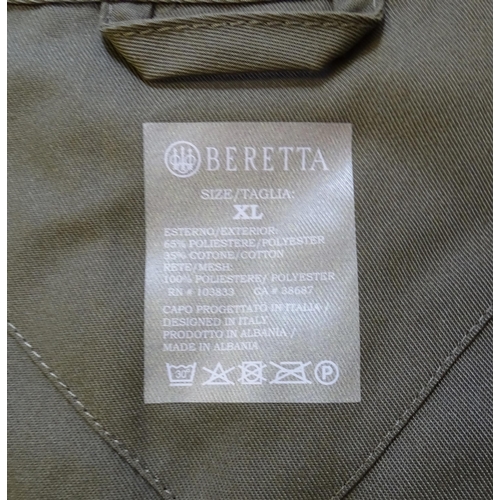 BERETTA
SIZE/TAGLIA:
XL
ESTERNO/EXTERIOR:
65% POLIESTERE/POLYESTER
35% COTONE/COTTON
RETE/MESH:
100% POLIESTERE/ POLYESTER
RN # 103833 CA # 38687
CAPO PROGETTATO IN ITALIA /
DESIGNED IN ITALY
PRODOTTO IN ALBANIA /
MADE IN ALBANIA
30° P